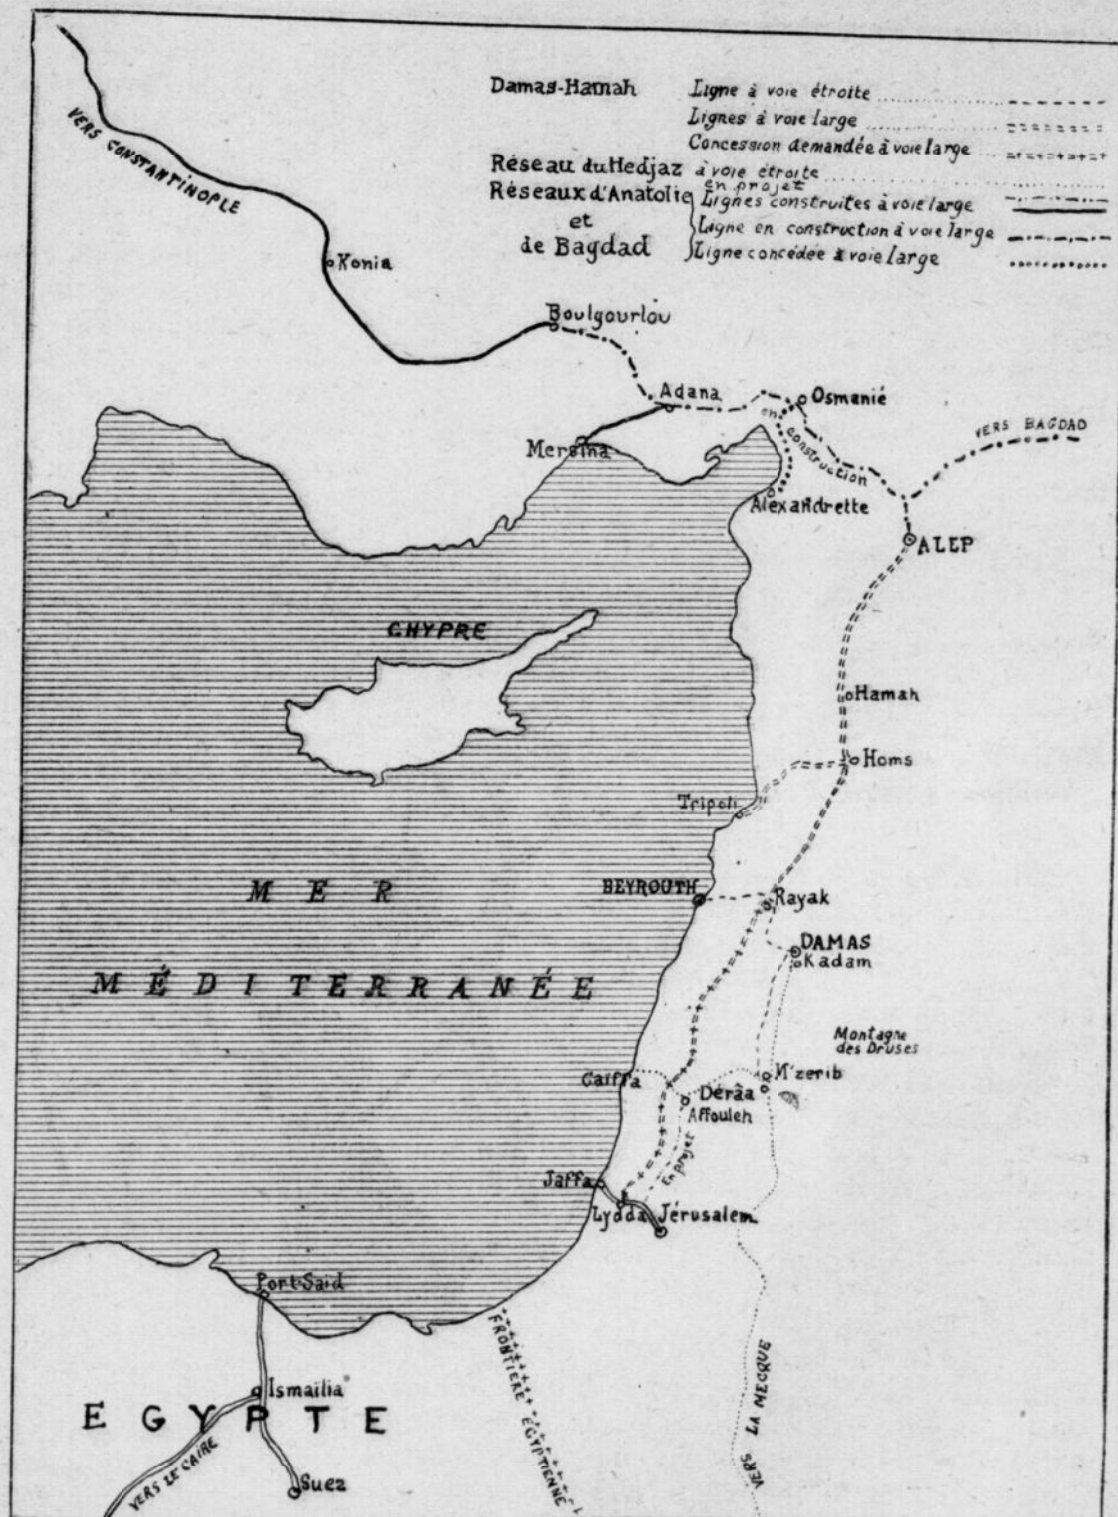 Damas-Hamah Ligne à voie étroite
Lignes à voie large
Concession demandée à voie large
Réseau du Hedjaz à voie étroite
en projet
Réseaux d'Anatolie Lignes construites à voie large
et
Ligne en construction à voie large
de Bagdad
Ligne concédée à voie large
VERS CONSTANTINOPLE
Konia
Boulgourlou
Adana
Osmanié
en construction
VERS BAGDAD
Mersina
Alexandrette
ALEP
CHYPRE
Hamah
Homs
Tripoli
MER
BEYROUTH
Rayak
DAMAS
Kadam
MÉDITERRANÉE
Montagne
des Druses
Caïffa
M'zerib
Dérâa
Affouleh
En projet
Jaffa
Lydda
Jérusalem
Port-Saïd
FRONTIÈRE ÉGYPTIENNE
VERS LA MECQUE
Ismaïlia
EGYPTE
VERS LE CAIRE
Suez